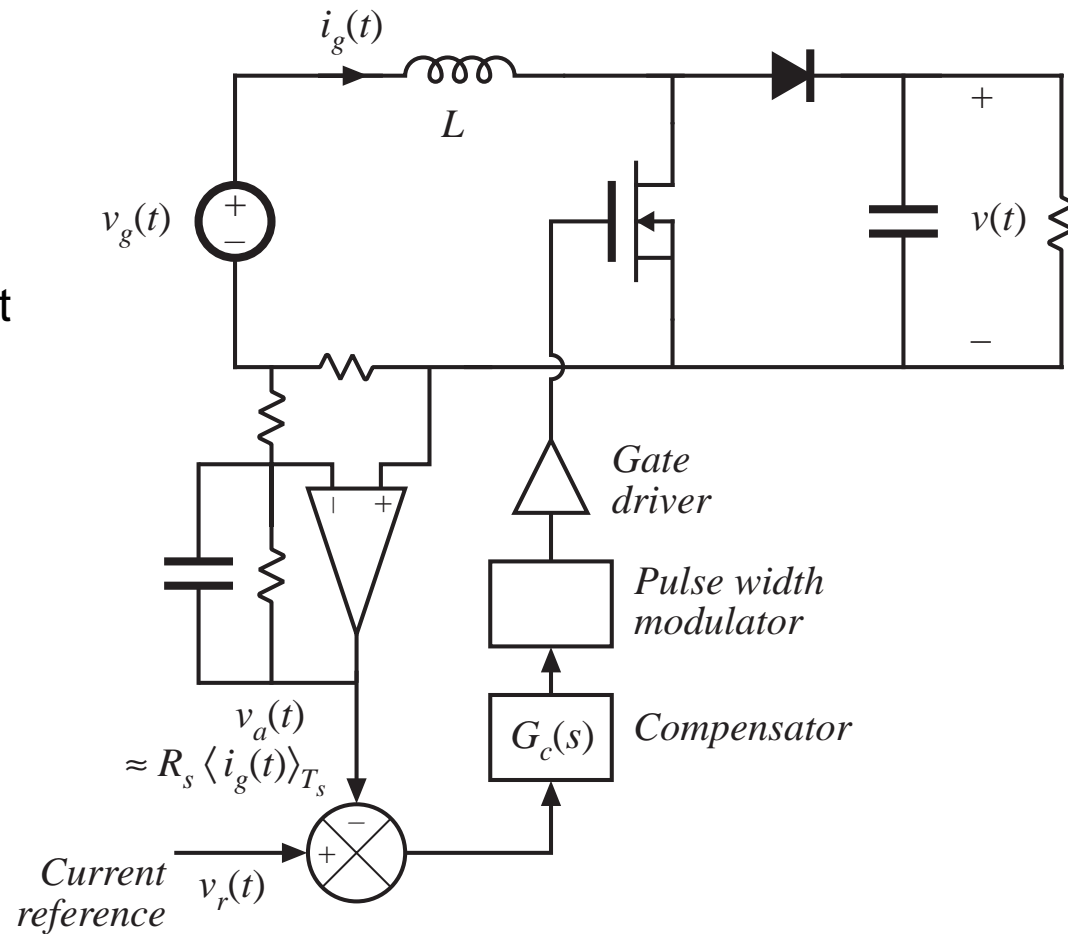 i_g(t)
L
+
v_g(t)
+
–
v(t)
t
–
Gate
driver
–
+
Pulse width
modulator
v_a(t)
≈ R_s ⟨ i_g(t)⟩_{T_s}
G_c(s)
Compensator
–
+
Current
reference
v_r(t)